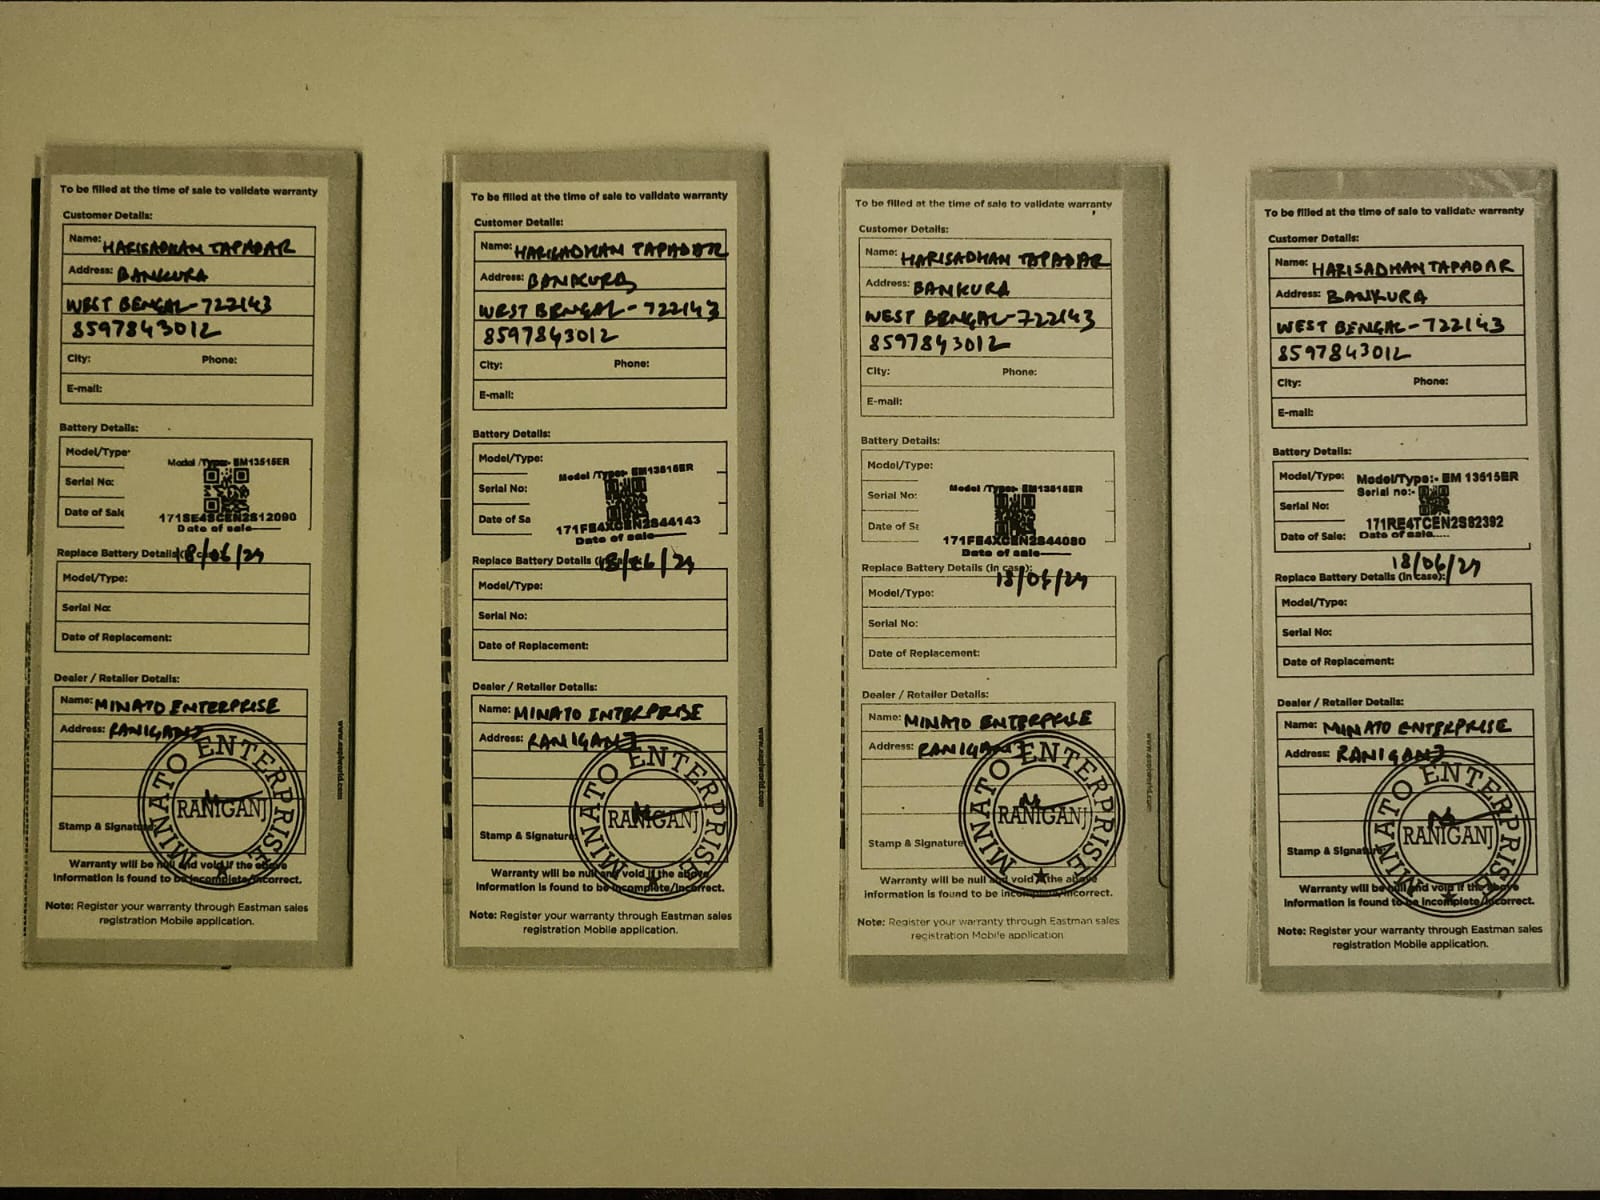 To be filled at the time of sale to validate warranty
Customer Details:
Name: HARISADHAN TAPADAR
Address: BANKURA
WEST BENGAL-722143
8597843012
City: Phone:
E-mail:
Battery Details:
Model/Type:
Model /Type:- EM13515ER
Serial No:
Date of Sale
171SE4SCEN2S12090
Date of sale
18/06/24
Replace Battery Details
Model/Type:
Serial No:
Date of Replacement:
Dealer / Retailer Details:
Name: MINATO ENTERPRISE
Address: RANIGANJ
MINATO ENTERPRISE
RANIGANJ
Stamp & Signature
Warranty will be null and void if the above
information is found to be incomplete/incorrect.
Note: Register your warranty through Eastman sales
registration Mobile application.
To be filled at the time of sale to validate warranty
Customer Details:
Name: HARISADHAN TAPADAR
Address: BANKURA
WEST BENGAL-722143
8597843012
City: Phone:
E-mail:
Battery Details:
Model/Type:
Model /Type:- EM13515ER
Serial No:
Date of Sa
171FE4XCEN2S44143
Date of sale
18/06/24
Replace Battery Details
Model/Type:
Serial No:
Date of Replacement:
Dealer / Retailer Details:
Name: MINATO ENTERPRISE
Address: RANIGANJ
MINATO ENTERPRISE
RANIGANJ
Stamp & Signature
Warranty will be null and void if the above
information is found to be incomplete/incorrect.
Note: Register your warranty through Eastman sales
registration Mobile application.
www.eaplworld.com
To be filled at the time of sale to validate warranty
Customer Details:
Name: HARISADHAN TAPADAR
Address: BANKURA
WEST BENGAL-722143
8597843012
City: Phone:
E-mail:
Battery Details:
Model/Type:
Model /Type:- EM13515ER
Serial No:
Date of Sa
171FE4XCEN2S44080
Date of sale
Replace Battery Details (In case):
18/06/24
Model/Type:
Serial No:
Date of Replacement:
Dealer / Retailer Details:
Name: MINATO ENTERPRISE
Address: RANIGANJ
MINATO ENTERPRISE
RANIGANJ
Stamp & Signature
Warranty will be null and void if the above
information is found to be incomplete/incorrect.
Note: Register your warranty through Eastman sales
registration Mobile application
To be filled at the time of sale to validate warranty
Customer Details:
Name: HARISADHAN TAPADAR
Address: BANKURA
WEST BENGAL-722143
8597843012
City: Phone:
E-mail:
Battery Details:
Model/Type: Model/Type:- EM 13515ER
Serial no:-
Serial No:
171RE4TCEN2S82392
Date of Sale: Date of sale.....
18/06/24
Replace Battery Details (In case):
Model/Type:
Serial No:
Date of Replacement:
Dealer / Retailer Details:
Name: MINATO ENTERPRISE
Address: RANIGANJ
MINATO ENTERPRISE
RANIGANJ
Stamp & Signature
Warranty will be null and void if the above
information is found to be incomplete/incorrect.
Note: Register your warranty through Eastman sales
registration Mobile application.